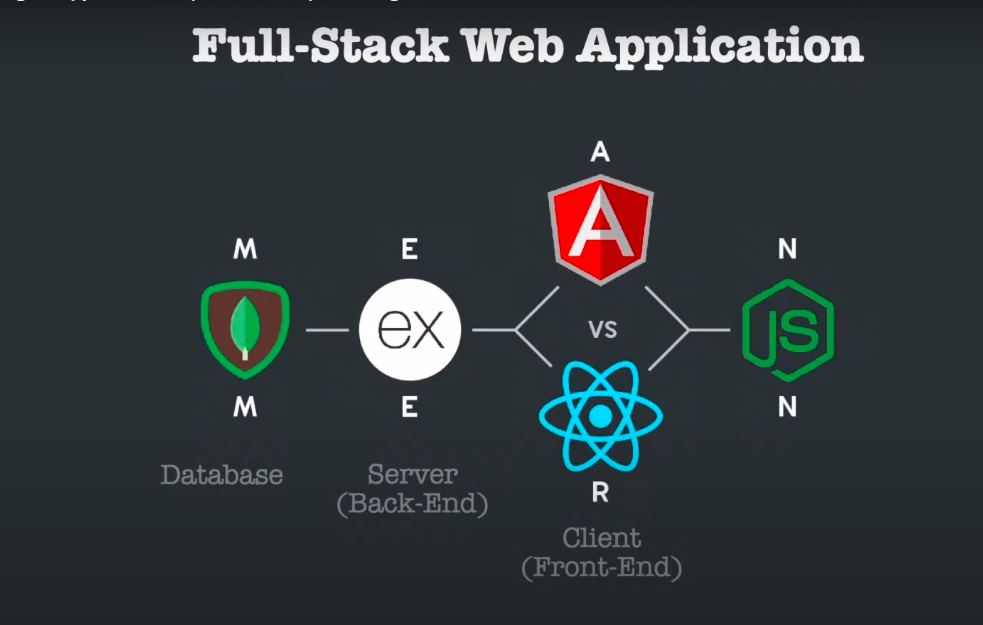 Full-Stack Web Application
A
M
E
N
A
ex
VS
JS
M
E
N
R
Database
Server
(Back-End)
Client
(Front-End)